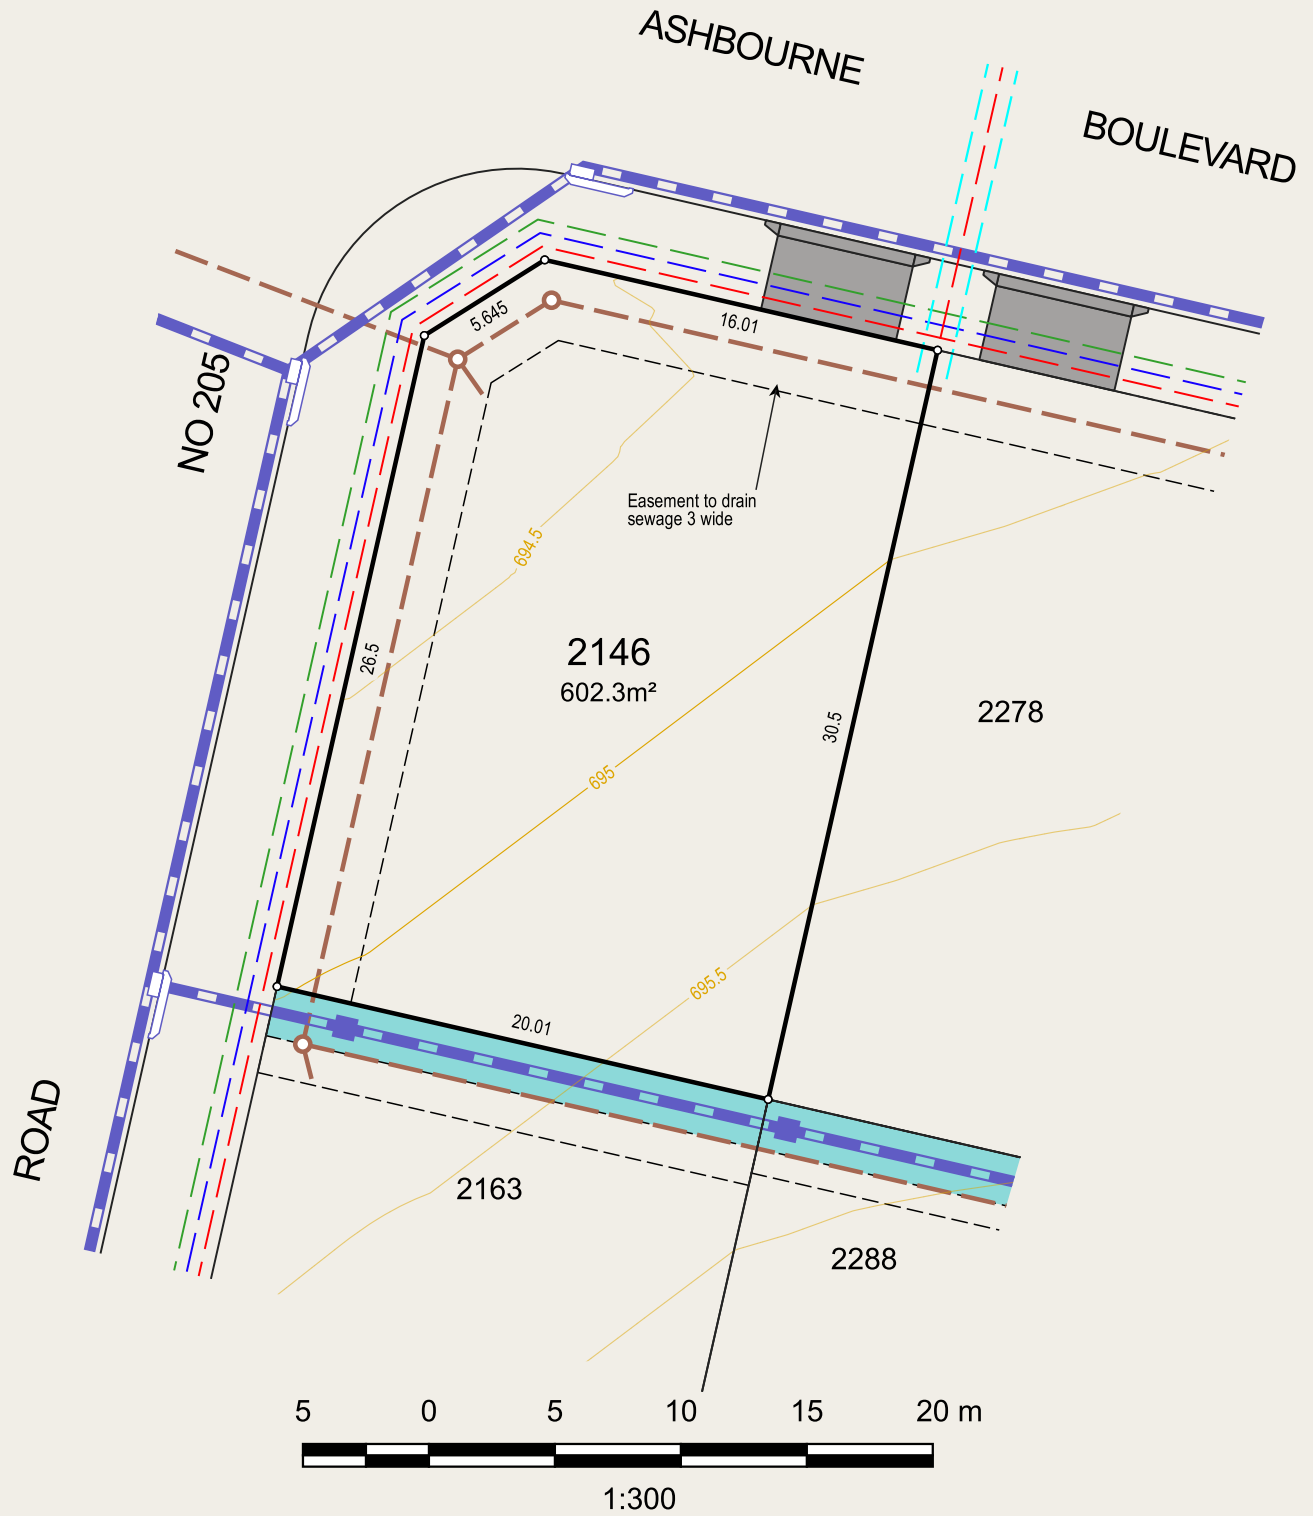 ASHBOURNE
BOULEVARD
5.645
16.01
NO 205
Easement to drain
sewage 3 wide
694.5
26.5
2146
602.3m²
2278
30.5
695
695.5
20.01
ROAD
2163
2288
5 0 5 10 15 20 m
1:300